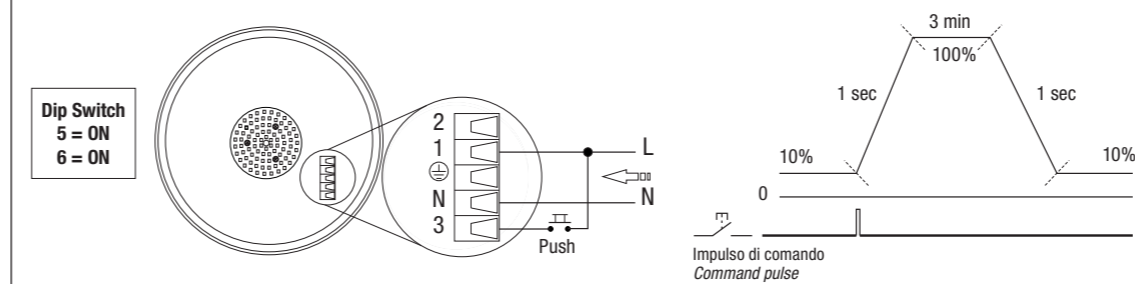 Dip Switch
5 = ON
6 = ON
2
1
N
3
L
N
Push
3 min
100%
1 sec
1 sec
10%
10%
0
Impulso di comando
Command pulse